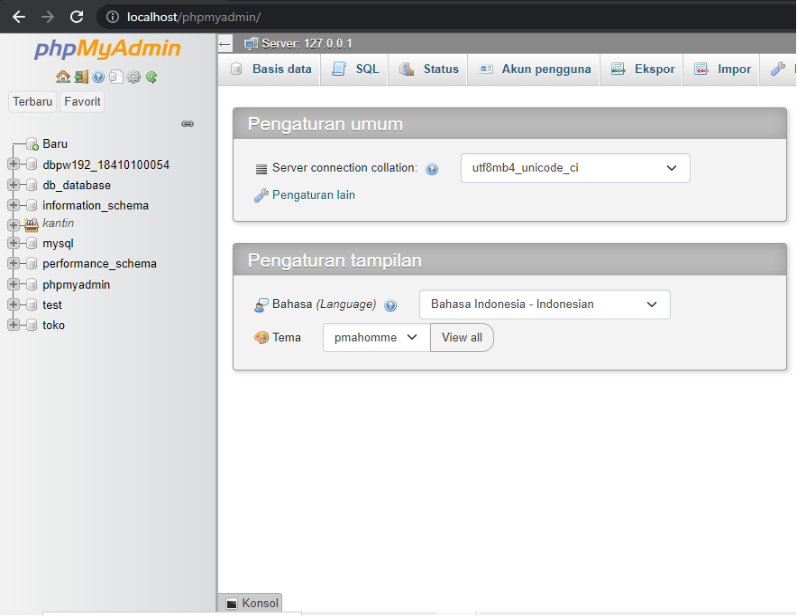 localhost/phpmyadmin/
phpMyAdmin
Terbaru Favorit
Baru
dbpw192_18410100054
db_database
information_schema
kantin
mysql
performance_schema
phpmyadmin
test
toko
Server: 127.0.0.1
Basis data SQL Status Akun pengguna Ekspor Impor
Pengaturan umum
Server connection collation: utf8mb4_unicode_ci
Pengaturan lain
Pengaturan tampilan
Bahasa (Language) Bahasa Indonesia - Indonesian
Tema pmahomme View all
Konsol